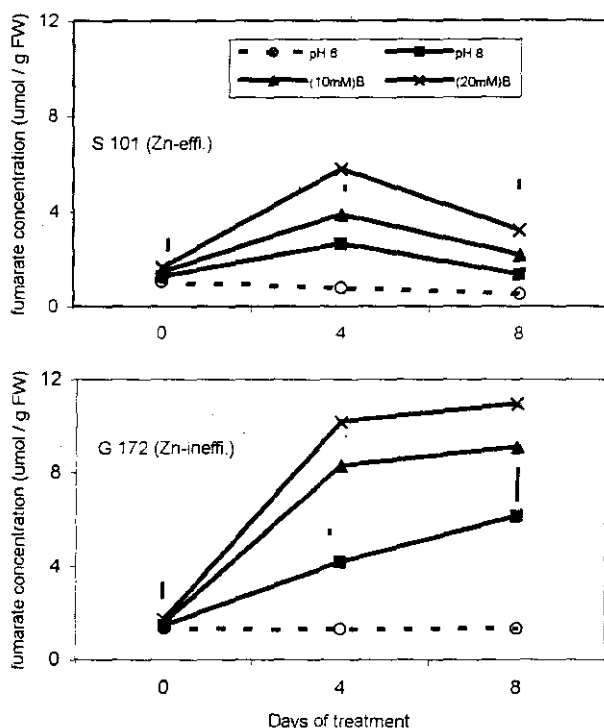 fumarate concentration (umol / g FW)
12
8
4
0
pH 6
pH 8
(10mM)B
(20mM)B
S 101 (Zn-effi.)
0
4
8
fumarate concentration (umol / g FW)
12
8
4
0
G 172 (Zn-ineffi.)
0
4
8
Days of treatment